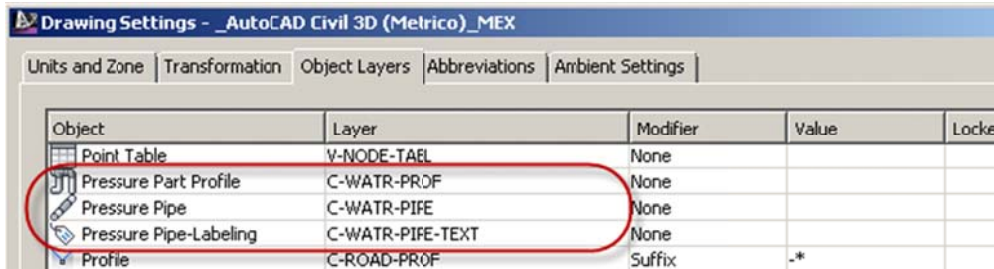 Drawing Settings - _AutoCAD Civil 3D (Metrico)_MEX
Units and Zone Transformation Object Layers Abbreviations Ambient Settings
Object Layer Modifier Value Locke
Point Table V-NODE-TABL None
Pressure Part Profile C-WATR-PROF None
Pressure Pipe C-WATR-PIPE None
Pressure Pipe-Labeling C-WATR-PIPE-TEXT None
Profile C-ROAD-PROF Suffix -*